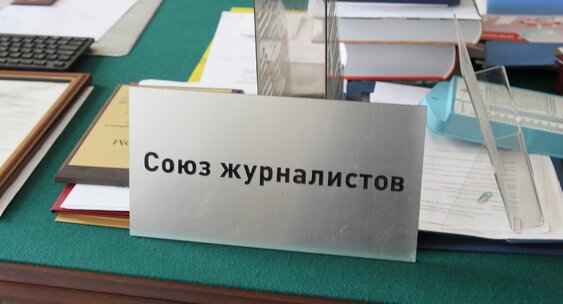 Союз журналистов